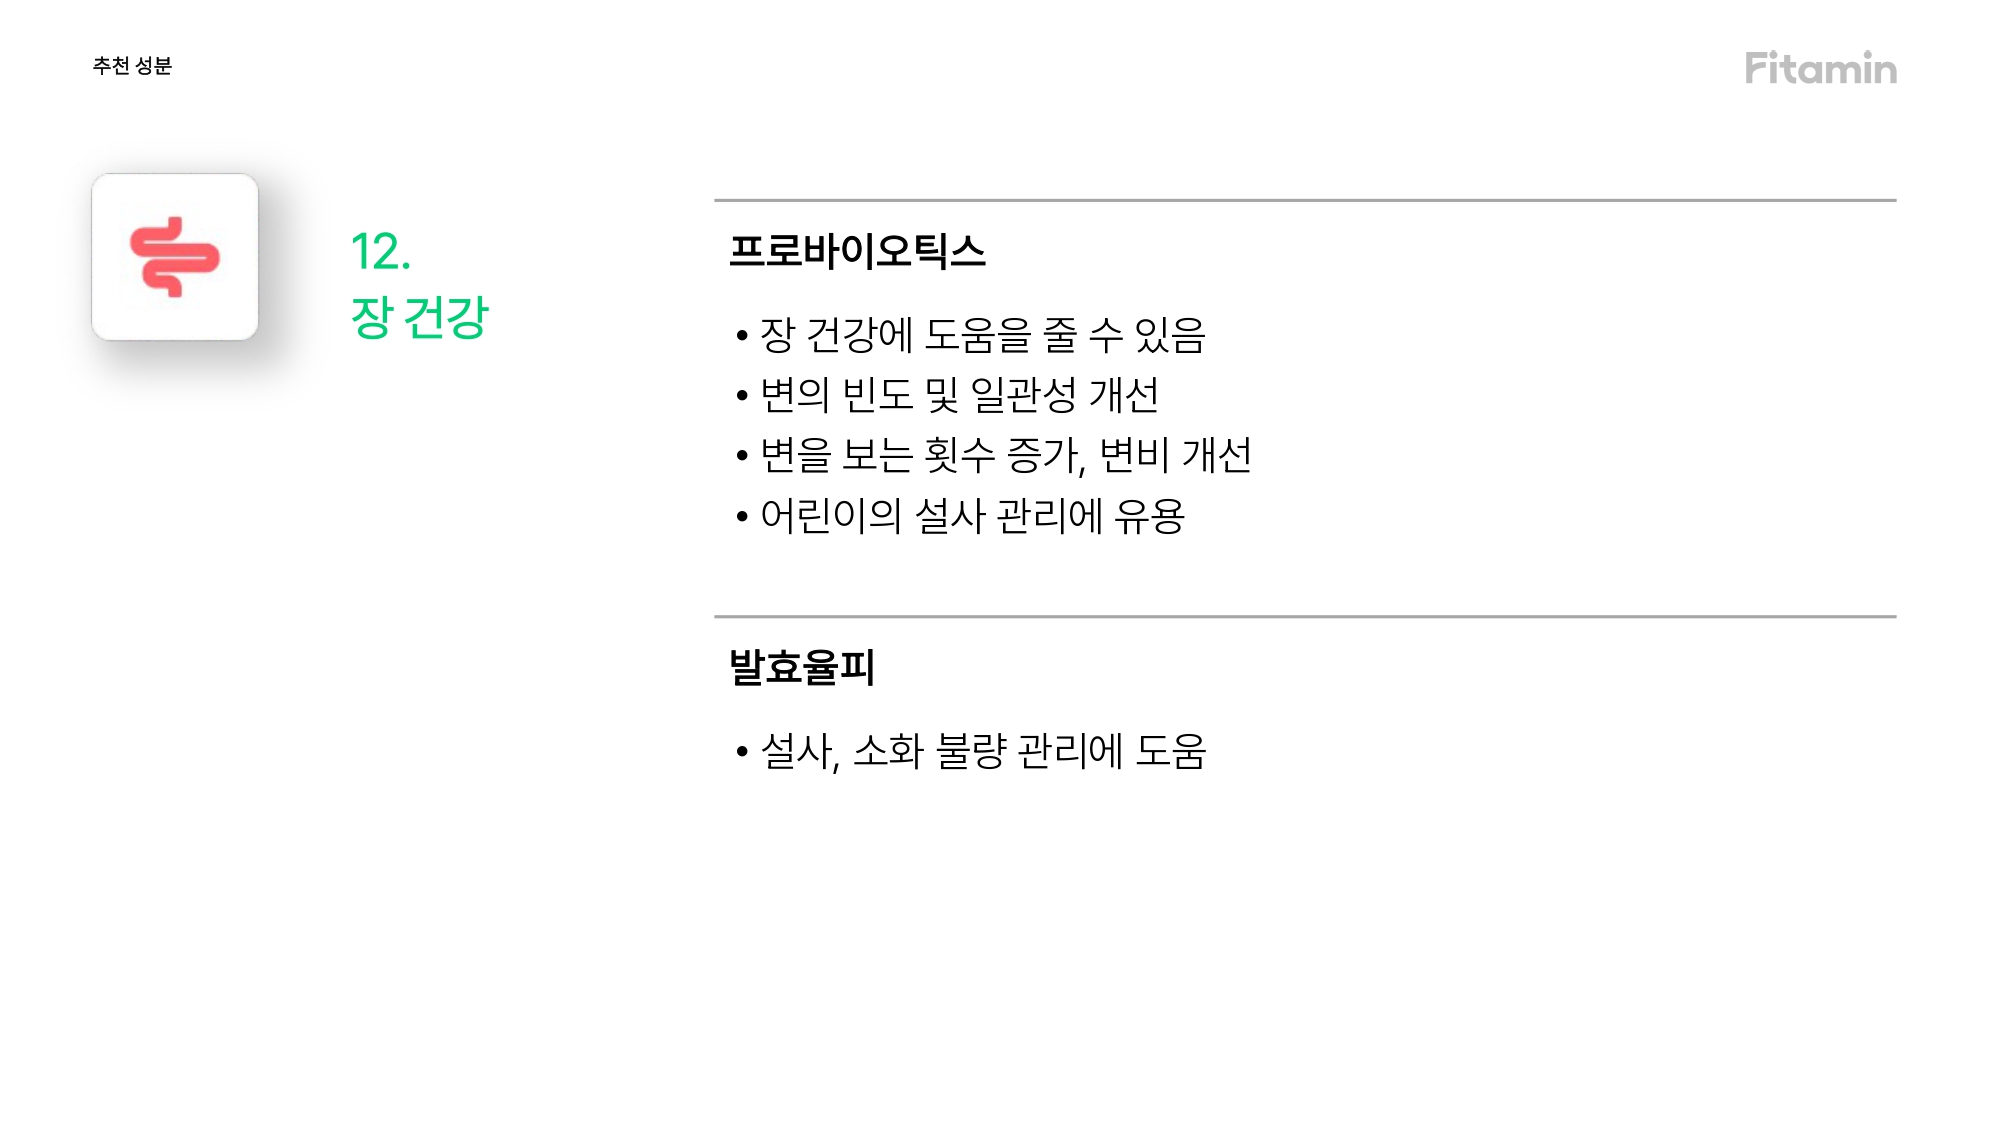 추천 성분
Fitamin
12.
장 건강
프로바이오틱스
• 장 건강에 도움을 줄 수 있음
• 변의 빈도 및 일관성 개선
• 변을 보는 횟수 증가, 변비 개선
• 어린이의 설사 관리에 유용
발효율피
• 설사, 소화 불량 관리에 도움